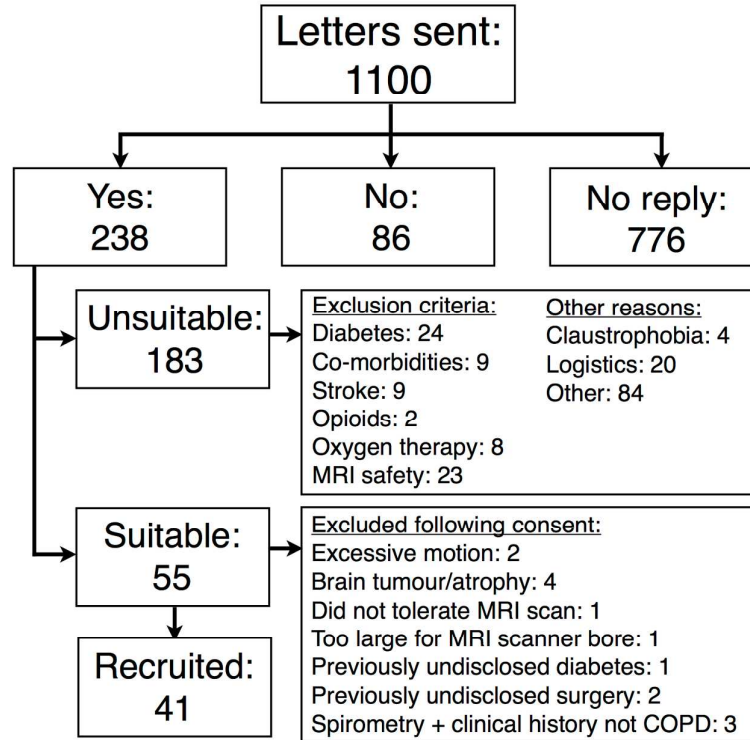 Letters sent:
1100
Yes:
238
No:
86
No reply:
776
Unsuitable:
183
Exclusion criteria:
Diabetes: 24
Co-morbidities: 9
Stroke: 9
Opioids: 2
Oxygen therapy: 8
MRI safety: 23
Other reasons:
Claustrophobia: 4
Logistics: 20
Other: 84
Suitable:
55
Excluded following consent:
Excessive motion: 2
Brain tumour/atrophy: 4
Did not tolerate MRI scan: 1
Too large for MRI scanner bore: 1
Previously undisclosed diabetes: 1
Previously undisclosed surgery: 2
Spirometry + clinical history not COPD: 3
Recruited:
41